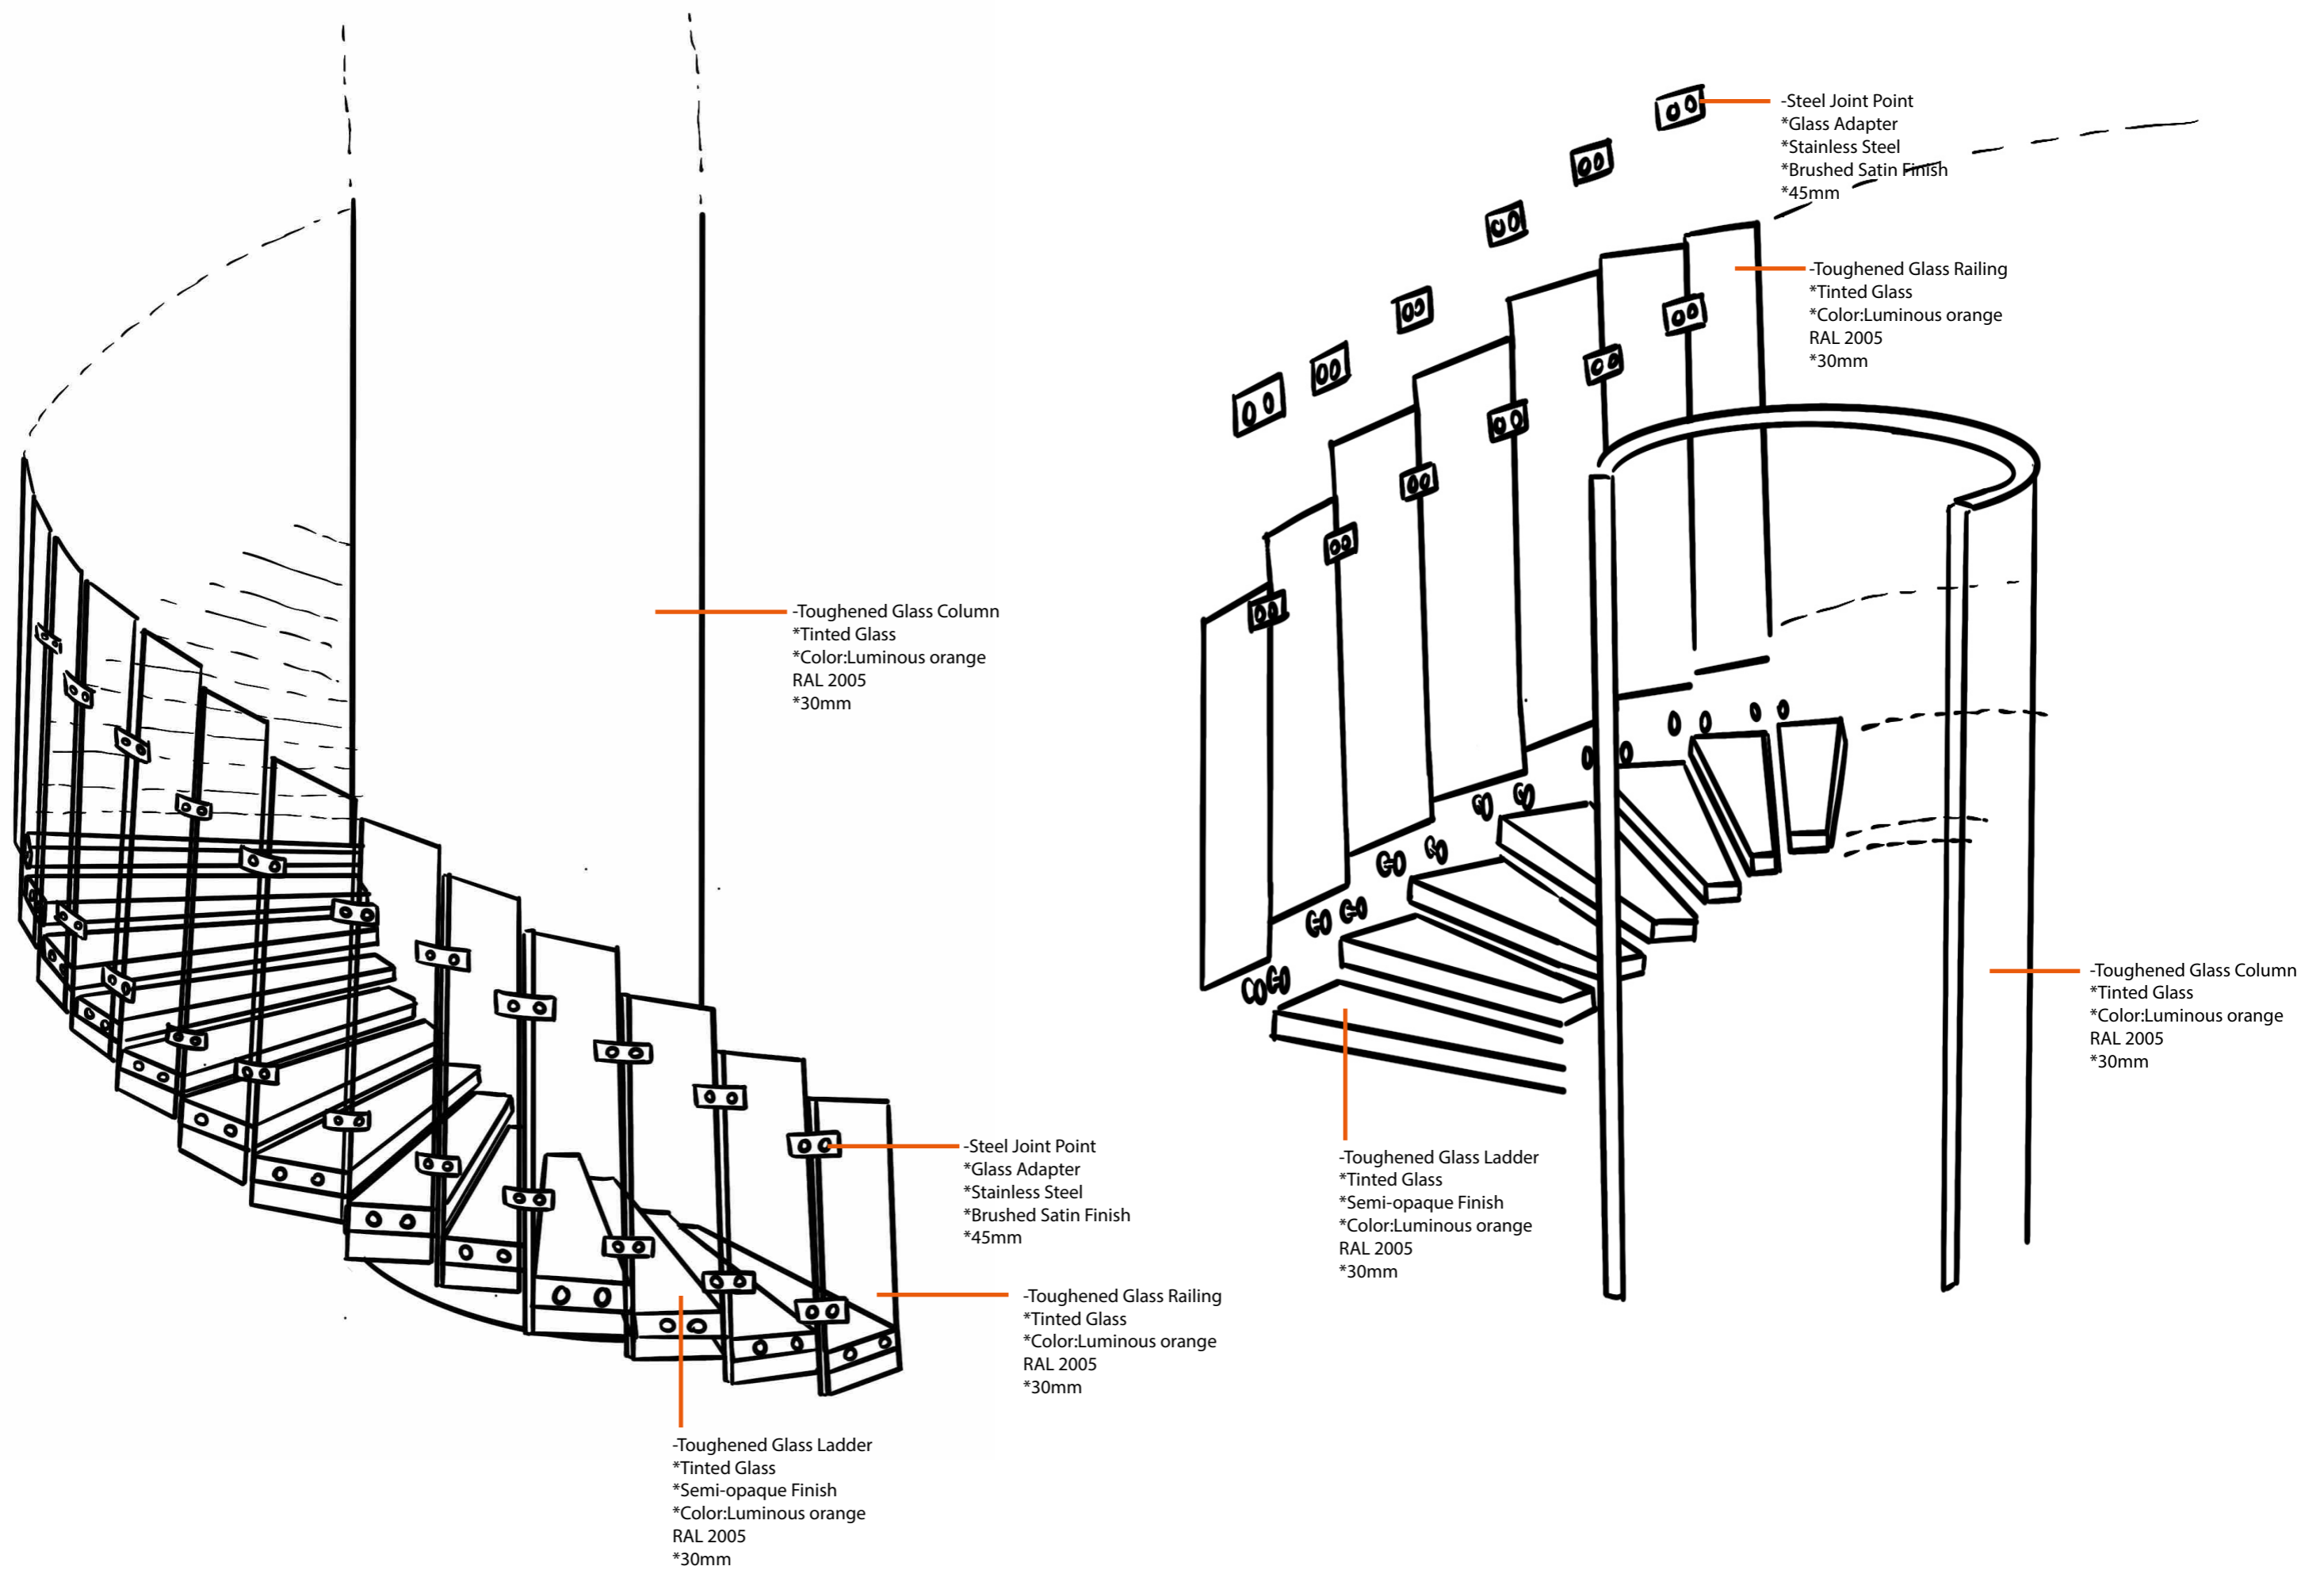 -Steel Joint Point
*Glass Adapter
*Stainless Steel
*Brushed Satin Finish
*45mm
-Toughened Glass Railing
*Tinted Glass
*Color:Luminous orange
RAL 2005
*30mm
-Toughened Glass Column
*Tinted Glass
*Color:Luminous orange
RAL 2005
*30mm
-Toughened Glass Column
*Tinted Glass
*Color:Luminous orange
RAL 2005
*30mm
-Steel Joint Point
*Glass Adapter
*Stainless Steel
*Brushed Satin Finish
*45mm
-Toughened Glass Ladder
*Tinted Glass
*Semi-opaque Finish
*Color:Luminous orange
RAL 2005
*30mm
-Toughened Glass Railing
*Tinted Glass
*Color:Luminous orange
RAL 2005
*30mm
-Toughened Glass Ladder
*Tinted Glass
*Semi-opaque Finish
*Color:Luminous orange
RAL 2005
*30mm